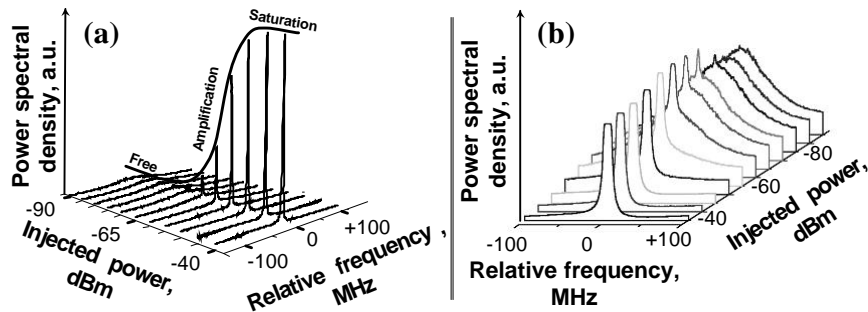 (a)
Power spectral
density, a.u.
Saturation
Amplification
Free
-90
-65
-40
Injected power,
dBm
-100
0
+100
Relative frequency ,
MHz
(b)
Power spectral
density, a.u.
-100
0
+100
Relative frequency,
MHz
-40
-60
-80
Injected power,
dBm